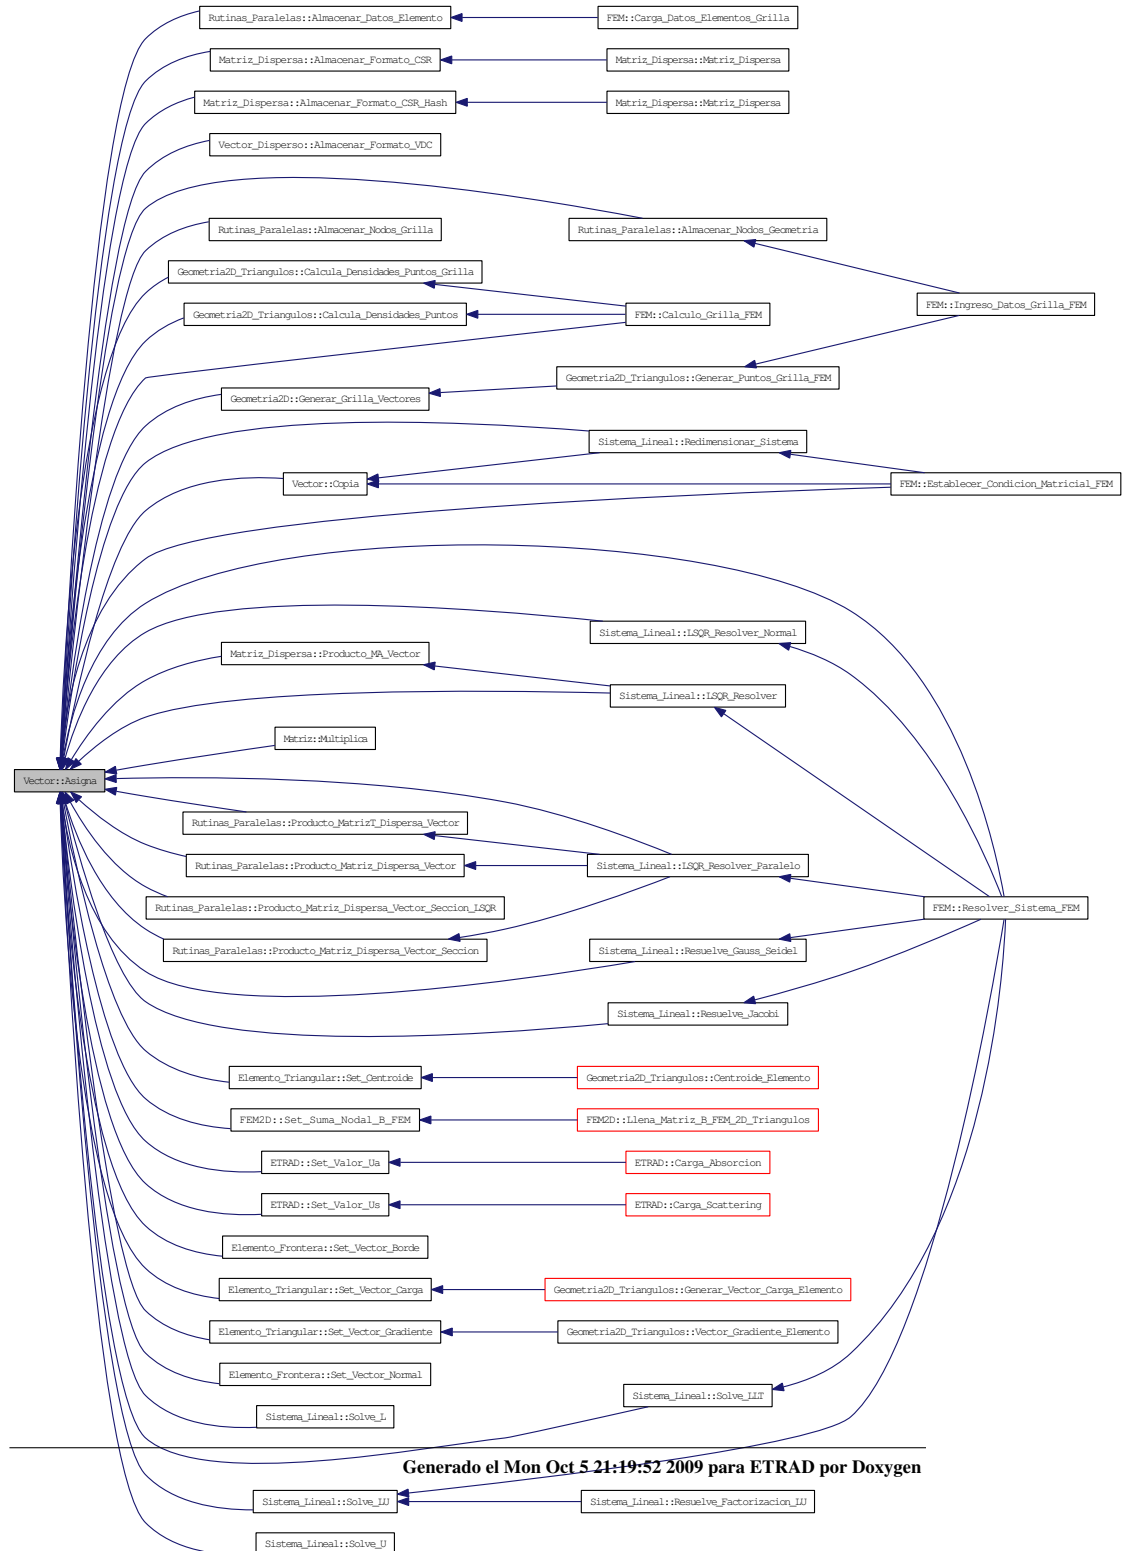 Rutinas_Paralelas::Almacenar_Datos_Elemento
FEM::Carga_Datos_Elementos_Grilla
Matriz_Dispersa::Almacenar_Formato_CSR
Matriz_Dispersa::Matriz_Dispersa
Matriz_Dispersa::Almacenar_Formato_CSR_Hash
Matriz_Dispersa::Matriz_Dispersa
Vector_Disperso::Almacenar_Formato_VDC
Rutinas_Paralelas::Almacenar_Nodos_Grilla
Rutinas_Paralelas::Almacenar_Nodos_Geometria
Geometria2D_Triangulos::Calcula_Densidades_Puntos_Grilla
FEM::Ingreso_Datos_Grilla_FEM
Geometria2D_Triangulos::Calcula_Densidades_Puntos
FEM::Calculo_Grilla_FEM
Geometria2D_Triangulos::Generar_Puntos_Grilla_FEM
Geometria2D::Generar_Grilla_Vectores
Sistema_Lineal::Redimensionar_Sistema
Vector::Copia
FEM::Establecer_Condicion_Matricial_FEM
Sistema_Lineal::LSQR_Resolver_Normal
Matriz_Dispersa::Producto_MA_Vector
Sistema_Lineal::LSQR_Resolver
Matriz::Multiplica
Vector::Asigna
Rutinas_Paralelas::Producto_MatrizT_Dispersa_Vector
Rutinas_Paralelas::Producto_Matriz_Dispersa_Vector
Sistema_Lineal::LSQR_Resolver_Paralelo
Rutinas_Paralelas::Producto_Matriz_Dispersa_Vector_Seccion_LSQR
FEM::Resolver_Sistema_FEM
Rutinas_Paralelas::Producto_Matriz_Dispersa_Vector_Seccion
Sistema_Lineal::Resuelve_Gauss_Seidel
Sistema_Lineal::Resuelve_Jacobi
Elemento_Triangular::Set_Centroide
Geometria2D_Triangulos::Centroide_Elemento
FEM2D::Set_Suma_Nodal_B_FEM
FEM2D::Llena_Matriz_B_FEM_2D_Triangulos
ETRAD::Set_Valor_Ua
ETRAD::Carga_Absorcion
ETRAD::Set_Valor_Us
ETRAD::Carga_Scattering
Elemento_Frontera::Set_Vector_Borde
Elemento_Triangular::Set_Vector_Carga
Geometria2D_Triangulos::Generar_Vector_Carga_Elemento
Elemento_Triangular::Set_Vector_Gradiente
Geometria2D_Triangulos::Vector_Gradiente_Elemento
Elemento_Frontera::Set_Vector_Normal
Sistema_Lineal::Solve_LLT
Sistema_Lineal::Solve_L
Generado el Mon Oct 5 21:19:52 2009 para ETRAD por Doxygen
Sistema_Lineal::Solve_LU
Sistema_Lineal::Resuelve_Factorizacion_LU
Sistema_Lineal::Solve_U